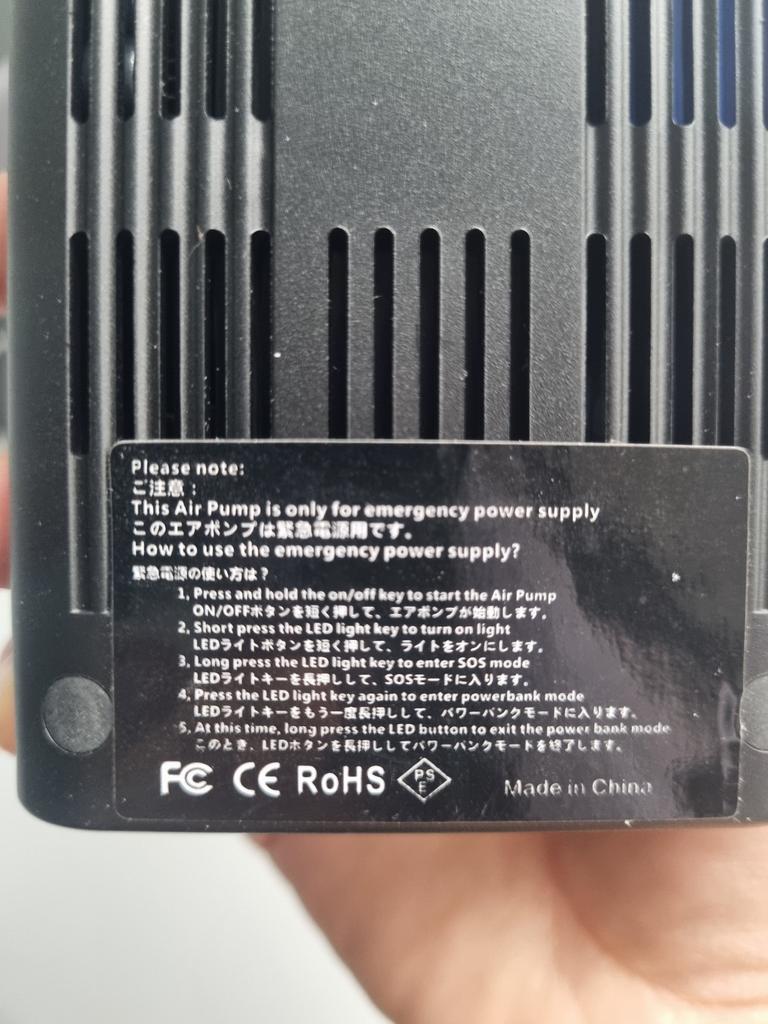 Please note:
ご注意：
This Air Pump is only for emergency power supply
このエアポンプは緊急電源用です。
How to use the emergency power supply?
緊急電源の使い方は？
1, Press and hold the on/off key to start the Air Pump
ON/OFFボタンを短く押して、エアポンプが始動します。
2, Short press the LED light key to turn on light
LEDライトボタンを短く押して、ライトをオンにします。
3, Long press the LED light key to enter SOS mode
LEDライトキーを長押しして、SOSモードに入ります。
4, Press the LED light key again to enter powerbank mode
LEDライトキーをもう一度長押しして、パワーバンクモードに入ります。
5, At this time, long press the LED button to exit the power bank mode
このとき、LEDボタンを長押ししてパワーバンクモードを終了します。
FC CE RoHS PSE Made in China